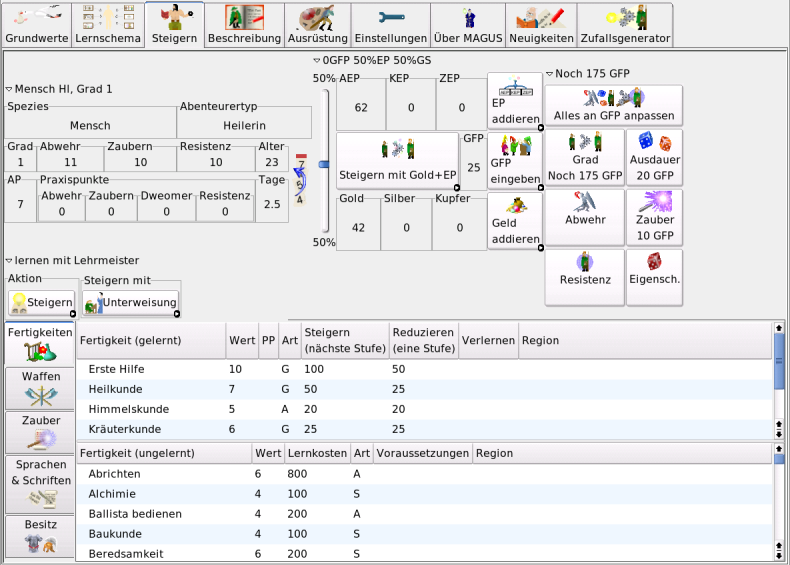 Grundwerte Lernschema Steigern Beschreibung Ausrüstung Einstellungen Über MAGUS Neuigkeiten Zufallsgenerator
0GFP 50%EP 50%GS
Mensch HI, Grad 1
Spezies Abenteurertyp
Mensch Heilerin
Grad Abwehr Zaubern Resistenz Alter
1 11 10 10 23
AP Praxispunkte Tage
7 Abwehr Zaubern Dweomer Resistenz 2.5
0 0 0 0
50%
50%
AEP KEP ZEP
62 0 0
EP
addieren
Steigern mit Gold+EP
GFP
25
GFP
eingeben
Gold Silber Kupfer
42 0 0
Geld
addieren
Noch 175 GFP
Alles an GFP anpassen
Grad
Noch 175 GFP
Ausdauer
20 GFP
Abwehr
Zauber
10 GFP
Resistenz
Eigensch.
lernen mit Lehrmeister
Aktion Steigern mit
Steigern Unterweisung
Fertigkeiten
Waffen
Zauber
Sprachen
& Schriften
Besitz
Fertigkeit (gelernt) Wert PP Art Steigern (nächste Stufe) Reduzieren (eine Stufe) Verlernen Region
Erste Hilfe 10 G 100 50
Heilkunde 7 G 50 25
Himmelskunde 5 A 20 20
Kräuterkunde 6 G 25 25
Fertigkeit (ungelernt) Wert Lernkosten Art Voraussetzungen Region
Abrichten 6 800 A
Alchimie 4 100 S
Ballista bedienen 4 200 A
Baukunde 4 100 S
Beredsamkeit 6 200 S